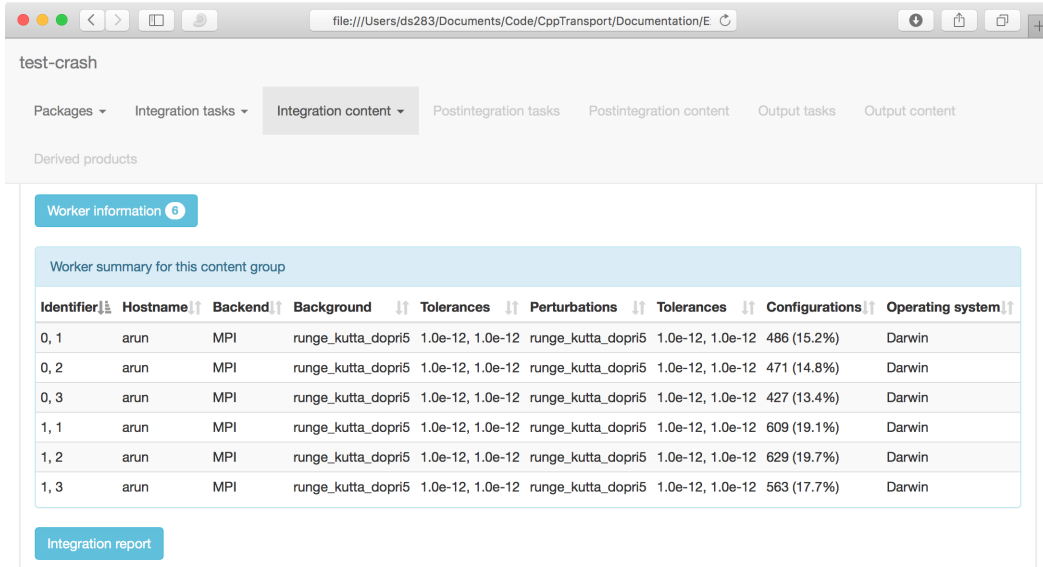 file:///Users/ds283/Documents/Code/CppTransport/Documentation/E
test-crash
Packages Integration tasks Integration content Postintegration tasks Postintegration content Output tasks Output content
Derived products
Worker information 6
Worker summary for this content group
Identifier Hostname Backend Background Tolerances Perturbations Tolerances Configurations Operating system
0, 1 arun MPI runge_kutta_dopri5 1.0e-12, 1.0e-12 runge_kutta_dopri5 1.0e-12, 1.0e-12 486 (15.2%) Darwin
0, 2 arun MPI runge_kutta_dopri5 1.0e-12, 1.0e-12 runge_kutta_dopri5 1.0e-12, 1.0e-12 471 (14.8%) Darwin
0, 3 arun MPI runge_kutta_dopri5 1.0e-12, 1.0e-12 runge_kutta_dopri5 1.0e-12, 1.0e-12 427 (13.4%) Darwin
1, 1 arun MPI runge_kutta_dopri5 1.0e-12, 1.0e-12 runge_kutta_dopri5 1.0e-12, 1.0e-12 609 (19.1%) Darwin
1, 2 arun MPI runge_kutta_dopri5 1.0e-12, 1.0e-12 runge_kutta_dopri5 1.0e-12, 1.0e-12 629 (19.7%) Darwin
1, 3 arun MPI runge_kutta_dopri5 1.0e-12, 1.0e-12 runge_kutta_dopri5 1.0e-12, 1.0e-12 563 (17.7%) Darwin
Integration report